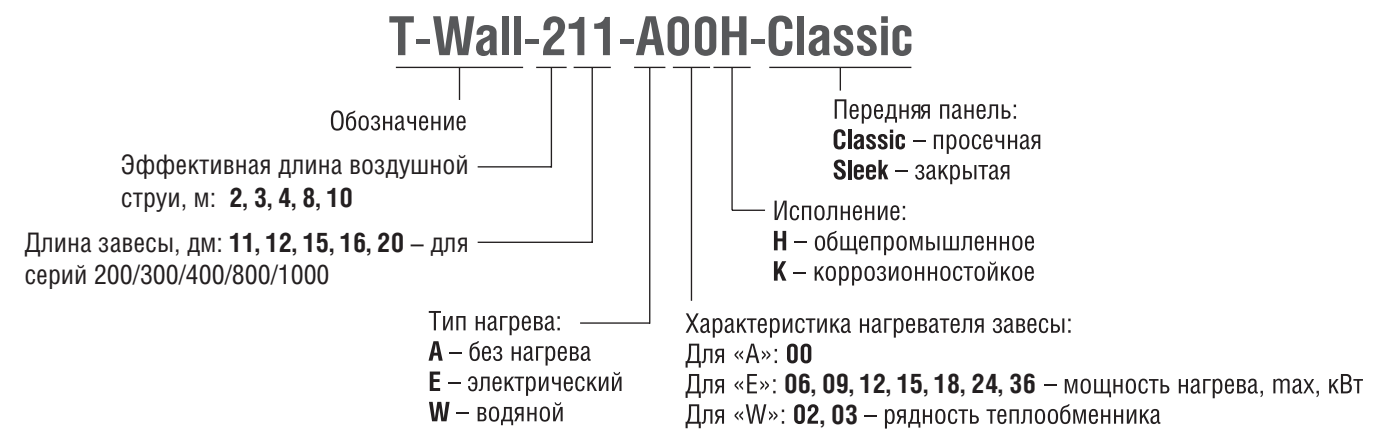 T-Wall-211-A00H-Classic
Обозначение
Эффективная длина воздушной
струи, м: 2, 3, 4, 8, 10
Длина завесы, дм: 11, 12, 15, 16, 20 – для
серий 200/300/400/800/1000
Тип нагрева:
A – без нагрева
E – электрический
W – водяной
Передняя панель:
Classic – просечная
Sleek – закрытая
Исполнение:
H – общепромышленное
K – коррозионностойкое
Характеристика нагревателя завесы:
Для «A»: 00
Для «E»: 06, 09, 12, 15, 18, 24, 36 – мощность нагрева, max, кВт
Для «W»: 02, 03 – рядность теплообменника